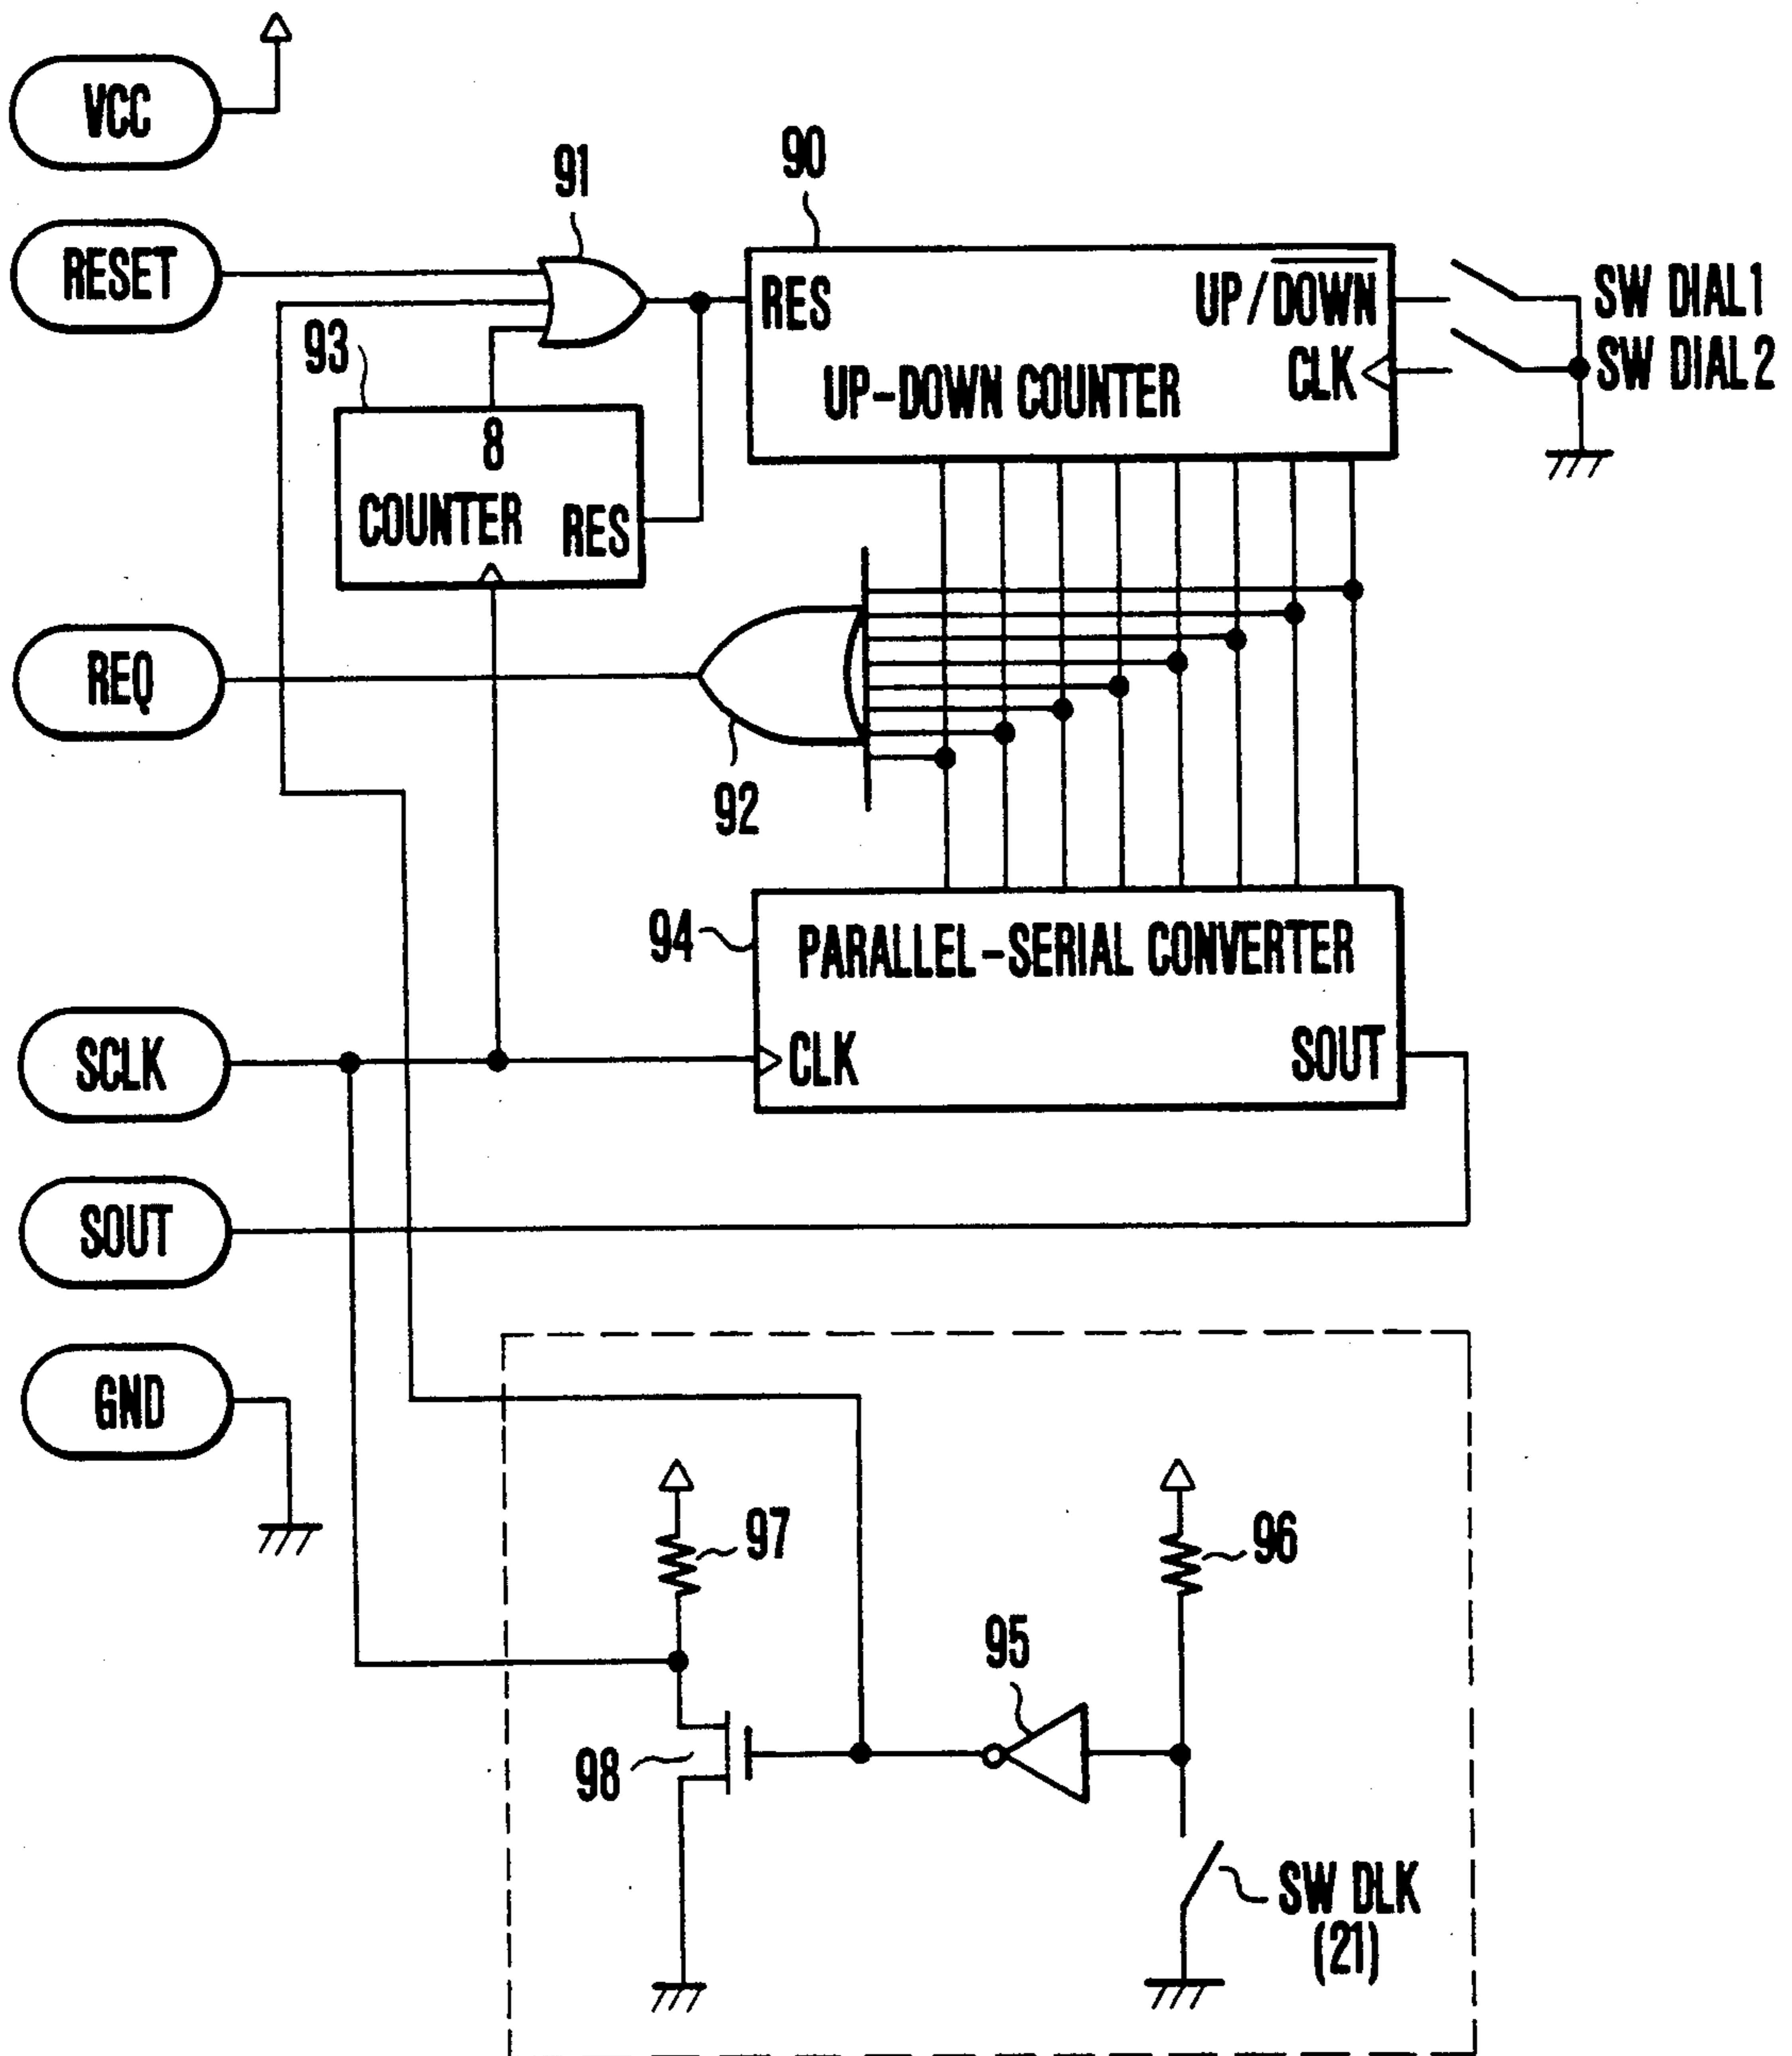 VCC
91
90
RESET
RES
UP/DOWN
SW DIAL1
93
UP-DOWN COUNTER
CLK
SW DIAL2
8
COUNTER
RES
REQ
92
94
PARALLEL-SERIAL CONVERTER
SCLK
CLK
SOUT
SOUT
GND
97
96
95
98
SW DLK
(21)